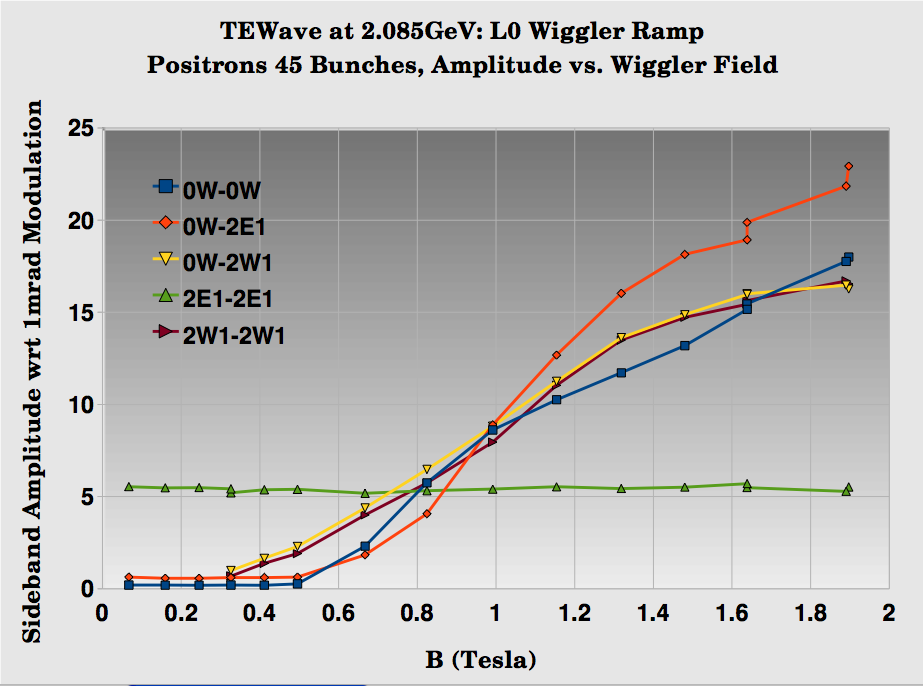 TEWave at 2.085GeV: L0 Wiggler Ramp
Positrons 45 Bunches, Amplitude vs. Wiggler Field
Sideband Amplitude wrt 1mrad Modulation
25
20
15
10
5
0
0W-0W
0W-2E1
0W-2W1
2E1-2E1
2W1-2W1
0 0.2 0.4 0.6 0.8 1 1.2 1.4 1.6 1.8 2
B (Tesla)